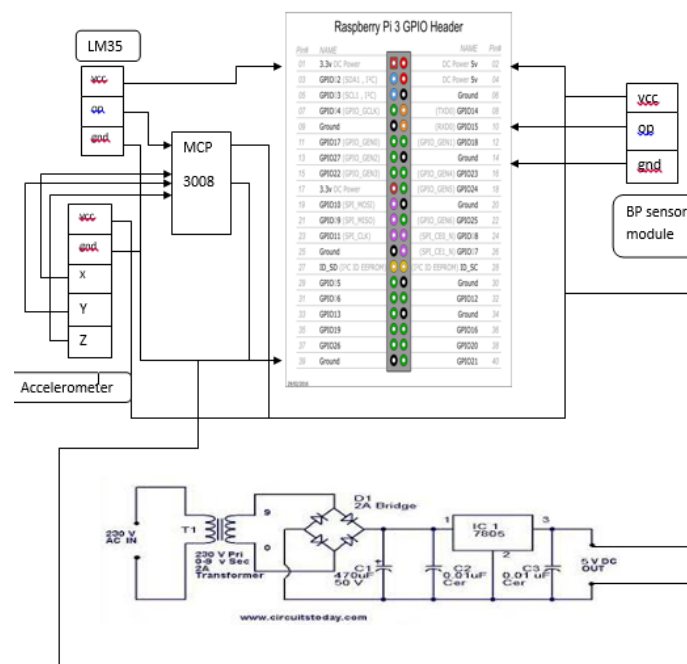 LM35
vcc
op
gnd
MCP
3008
vcc
gnd
X
Y
Z
Accelerometer
Raspberry Pi 3 GPIO Header
Pin# NAME NAME Pin#
01 3.3v DC Power DC Power 5v 02
03 GPIO02 (SDA1 , I²C) DC Power 5v 04
05 GPIO03 (SCL1 , I²C) Ground 06
07 GPIO04 (GPIO_GCLK) (TXD0) GPIO14 08
09 Ground (RXD0) GPIO15 10
11 GPIO17 (GPIO_GEN0) (GPIO_GEN1) GPIO18 12
13 GPIO27 (GPIO_GEN2) Ground 14
15 GPIO22 (GPIO_GEN3) (GPIO_GEN4) GPIO23 16
17 3.3v DC Power (GPIO_GEN5) GPIO24 18
19 GPIO10 (SPI_MOSI) Ground 20
21 GPIO09 (SPI_MISO) (GPIO_GEN6) GPIO25 22
23 GPIO11 (SPI_CLK) (SPI_CE0_N) GPIO08 24
25 Ground (SPI_CE1_N) GPIO07 26
27 ID_SD (I²C ID EEPROM) (I²C ID EEPROM) ID_SC 28
29 GPIO05 Ground 30
31 GPIO06 GPIO12 32
33 GPIO13 Ground 34
35 GPIO19 GPIO16 36
37 GPIO26 GPIO20 38
39 Ground GPIO21 40
vcc
op
gnd
BP sensor
module
230 V
AC IN
T1
9
0
230 V Pri
0-9 v Sec
2A
Transformer
D1
2A Bridge
C1
470uF
50 V
C2
0.01uF
Cer
1
IC 1
7805
3
2
C3
0.01 uF
Cer
5 V DC
OUT
www.circuitstoday.com